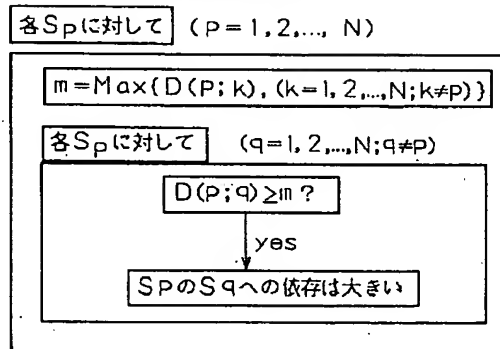 各Spに対して (p=1,2,..., N)
m=Max{D(p;k), (k=1,2,...,N;k≠p)}
各Spに対して (q=1,2,...,N;q≠p)
D(p;q)≥m?
yes
SpのSqへの依存は大きい